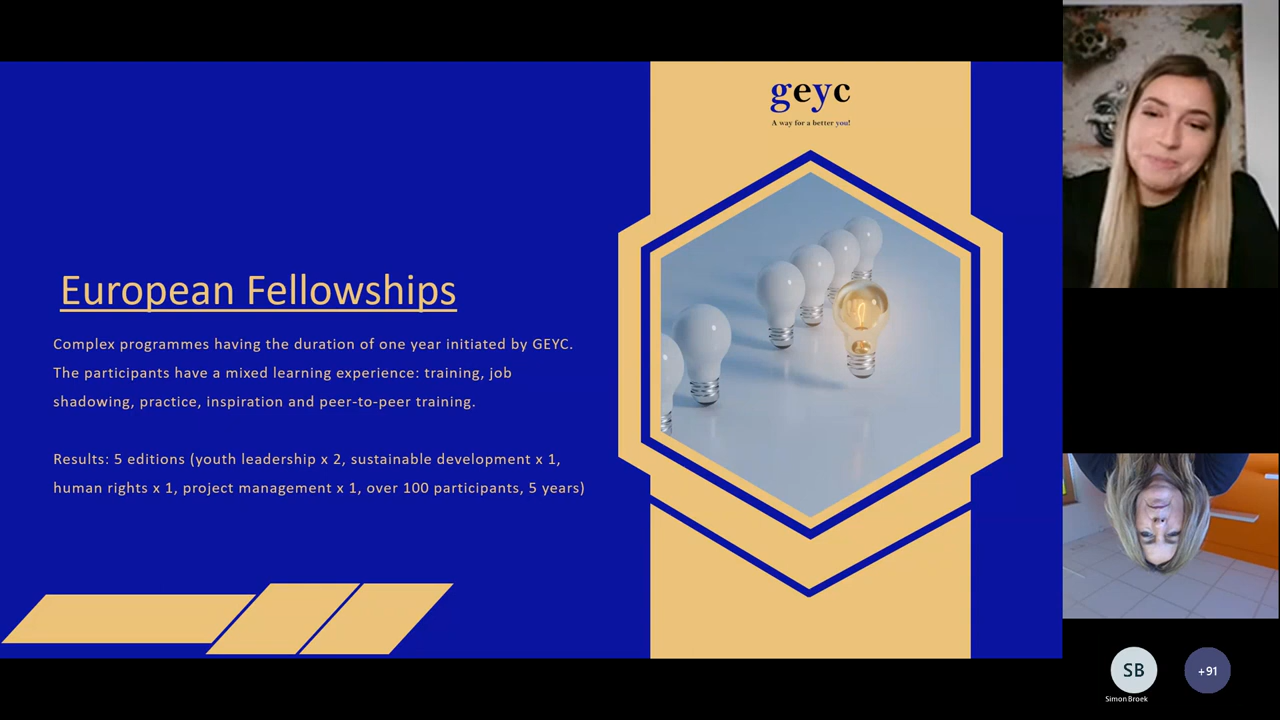 geyc
A way for a better you!
European Fellowships
Complex programmes having the duration of one year initiated by GEYC.
The participants have a mixed learning experience: training, job
shadowing, practice, inspiration and peer-to-peer training.
Results: 5 editions (youth leadership x 2, sustainable development x 1,
human rights x 1, project management x 1, over 100 participants, 5 years)
SB
Simon Broek
+91